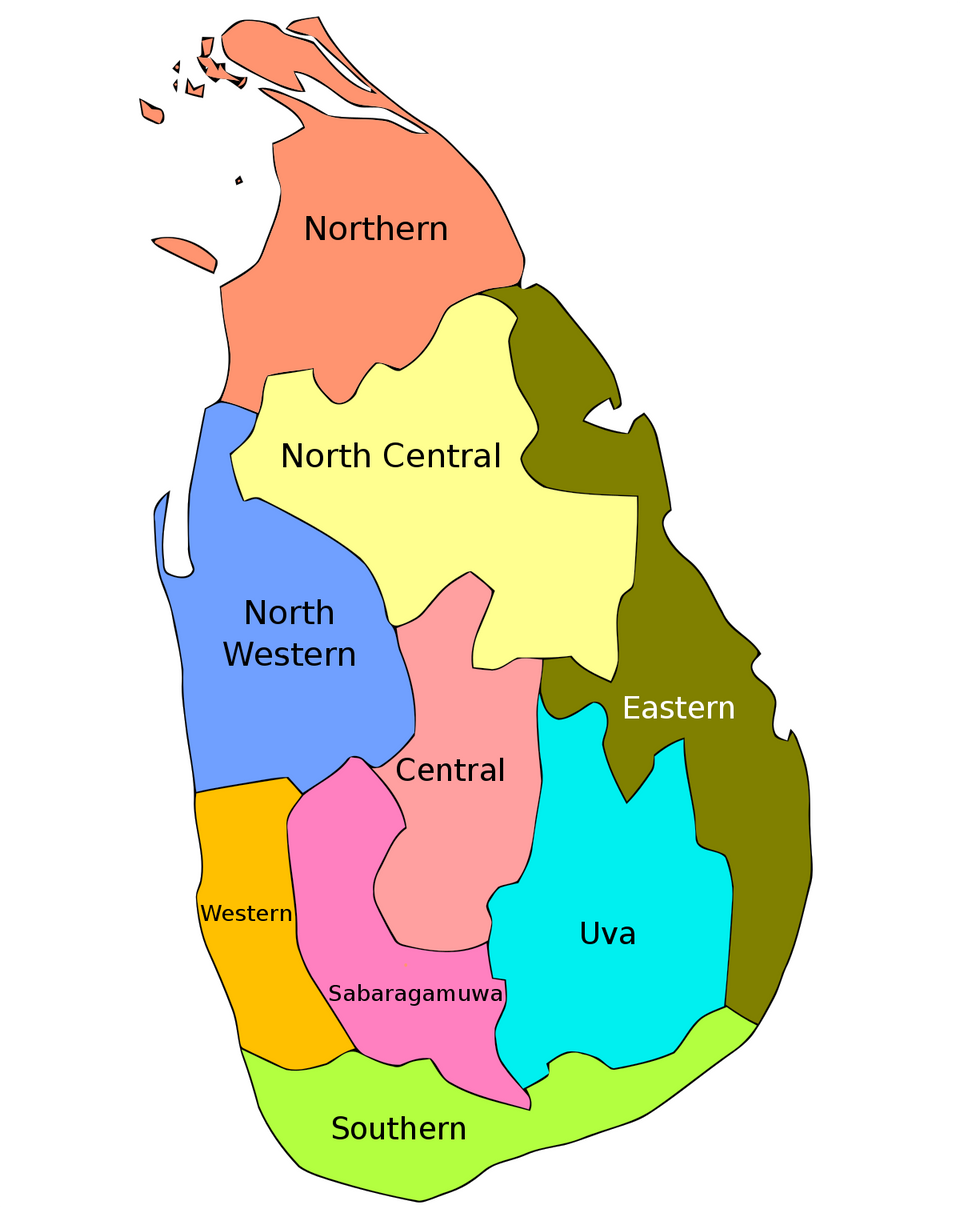 Northern
North Central
North
Western
Eastern
Central
Western
Uva
Sabaragamuwa
Southern